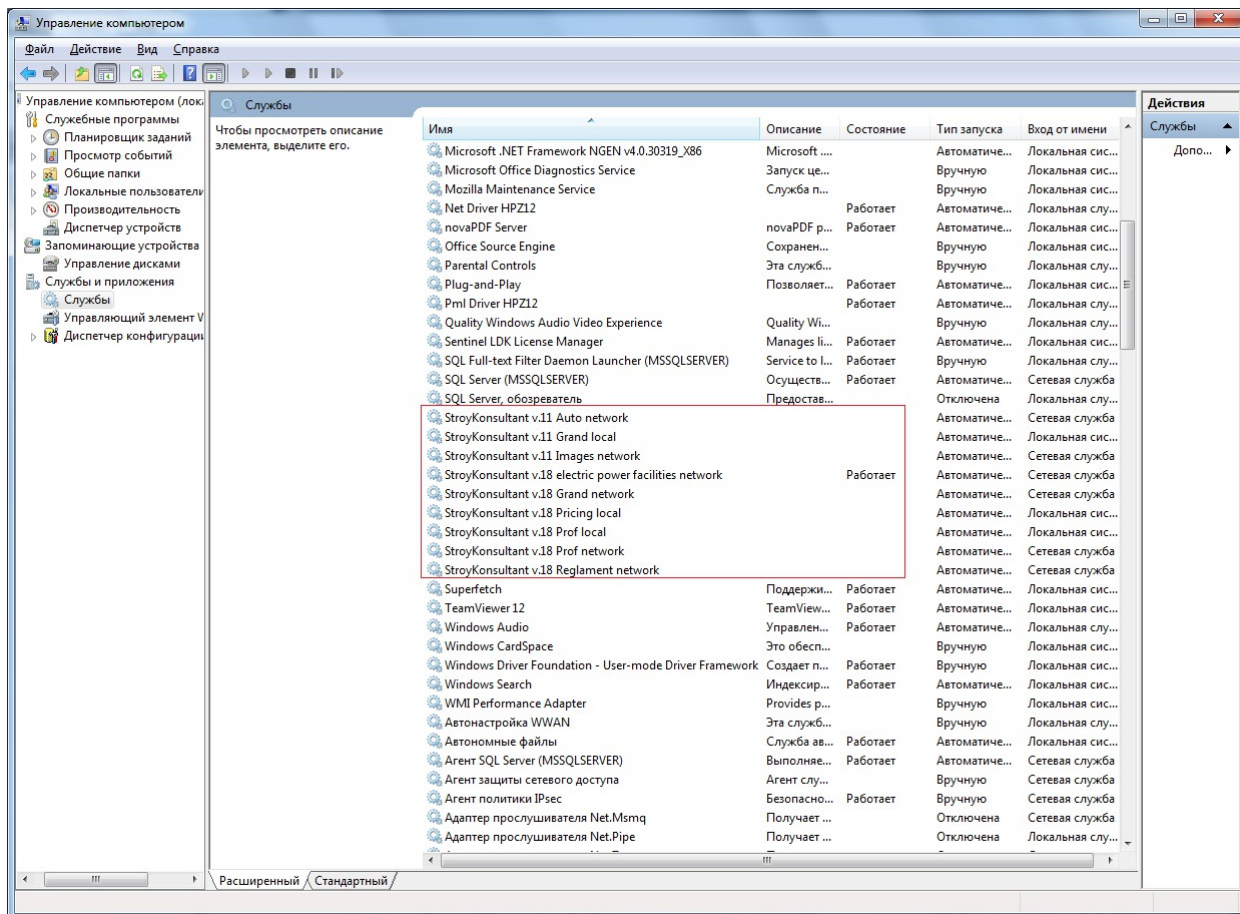 Управление компьютером
Файл Действие Вид Справка
Управление компьютером (лока
Служебные программы
Планировщик заданий
Просмотр событий
Общие папки
Локальные пользователи
Производительность
Диспетчер устройств
Запоминающие устройства
Управление дисками
Службы и приложения
Службы
Управляющий элемент
Диспетчер конфигурации
Службы
Чтобы просмотреть описание
элемента, выделите его.
Имя Описание Состояние Тип запуска Вход от имени
Microsoft .NET Framework NGEN v4.0.30319_X86 Microsoft .... Автоматиче... Локальная сис...
Microsoft Office Diagnostics Service Запуск це... Вручную Локальная сис...
Mozilla Maintenance Service Служба п... Вручную Локальная сис...
Net Driver HPZ12 Работает Автоматиче... Локальная слу...
novaPDF Server novaPDF p... Работает Автоматиче... Локальная сис...
Office Source Engine Сохранен... Вручную Локальная сис...
Parental Controls Эта служб... Вручную Локальная слу...
Plug-and-Play Позволяет... Работает Автоматиче... Локальная сис...
Pml Driver HPZ12 Работает Автоматиче... Локальная слу...
Quality Windows Audio Video Experience Quality Wi... Вручную Локальная слу...
Sentinel LDK License Manager Manages li... Работает Автоматиче... Локальная сис...
SQL Full-text Filter Daemon Launcher (MSSQLSERVER) Service to l... Работает Вручную Локальная слу...
SQL Server (MSSQLSERVER) Осуществ... Работает Автоматиче... Сетевая служба
SQL Server, обозреватель Предостав... Отключена Локальная слу...
StroyKonsultant v.11 Auto network Автоматиче... Сетевая служба
StroyKonsultant v.11 Grand local Автоматиче... Локальная сис...
StroyKonsultant v.11 Images network Автоматиче... Сетевая служба
StroyKonsultant v.18 electric power facilities network Работает Автоматиче... Сетевая служба
StroyKonsultant v.18 Grand network Автоматиче... Сетевая служба
StroyKonsultant v.18 Pricing local Автоматиче... Локальная сис...
StroyKonsultant v.18 Prof local Автоматиче... Локальная сис...
StroyKonsultant v.18 Prof network Автоматиче... Сетевая служба
StroyKonsultant v.18 Reglament network Автоматиче... Сетевая служба
Superfetch Поддержи... Работает Автоматиче... Локальная сис...
TeamViewer 12 TeamView... Работает Автоматиче... Локальная сис...
Windows Audio Управлен... Работает Автоматиче... Локальная слу...
Windows CardSpace Это обесп... Вручную Локальная сис...
Windows Driver Foundation - User-mode Driver Framework Создает п... Работает Вручную Локальная сис...
Windows Search Индексир... Работает Автоматиче... Локальная сис...
WMI Performance Adapter Provides p... Вручную Локальная сис...
Автонастройка WWAN Эта служб... Вручную Локальная слу...
Автономные файлы Служба ав... Работает Автоматиче... Локальная сис...
Агент SQL Server (MSSQLSERVER) Выполняе... Работает Автоматиче... Сетевая служба
Агент защиты сетевого доступа Агент слу... Вручную Сетевая служба
Агент политики IPsec Безопасно... Работает Вручную Сетевая служба
Адаптер прослушивателя Net.Msmq Получает ... Отключена Сетевая служба
Адаптер прослушивателя Net.Pipe Получает ... Отключена Локальная слу...
Расширенный Стандартный
Действия
Службы
Допо...